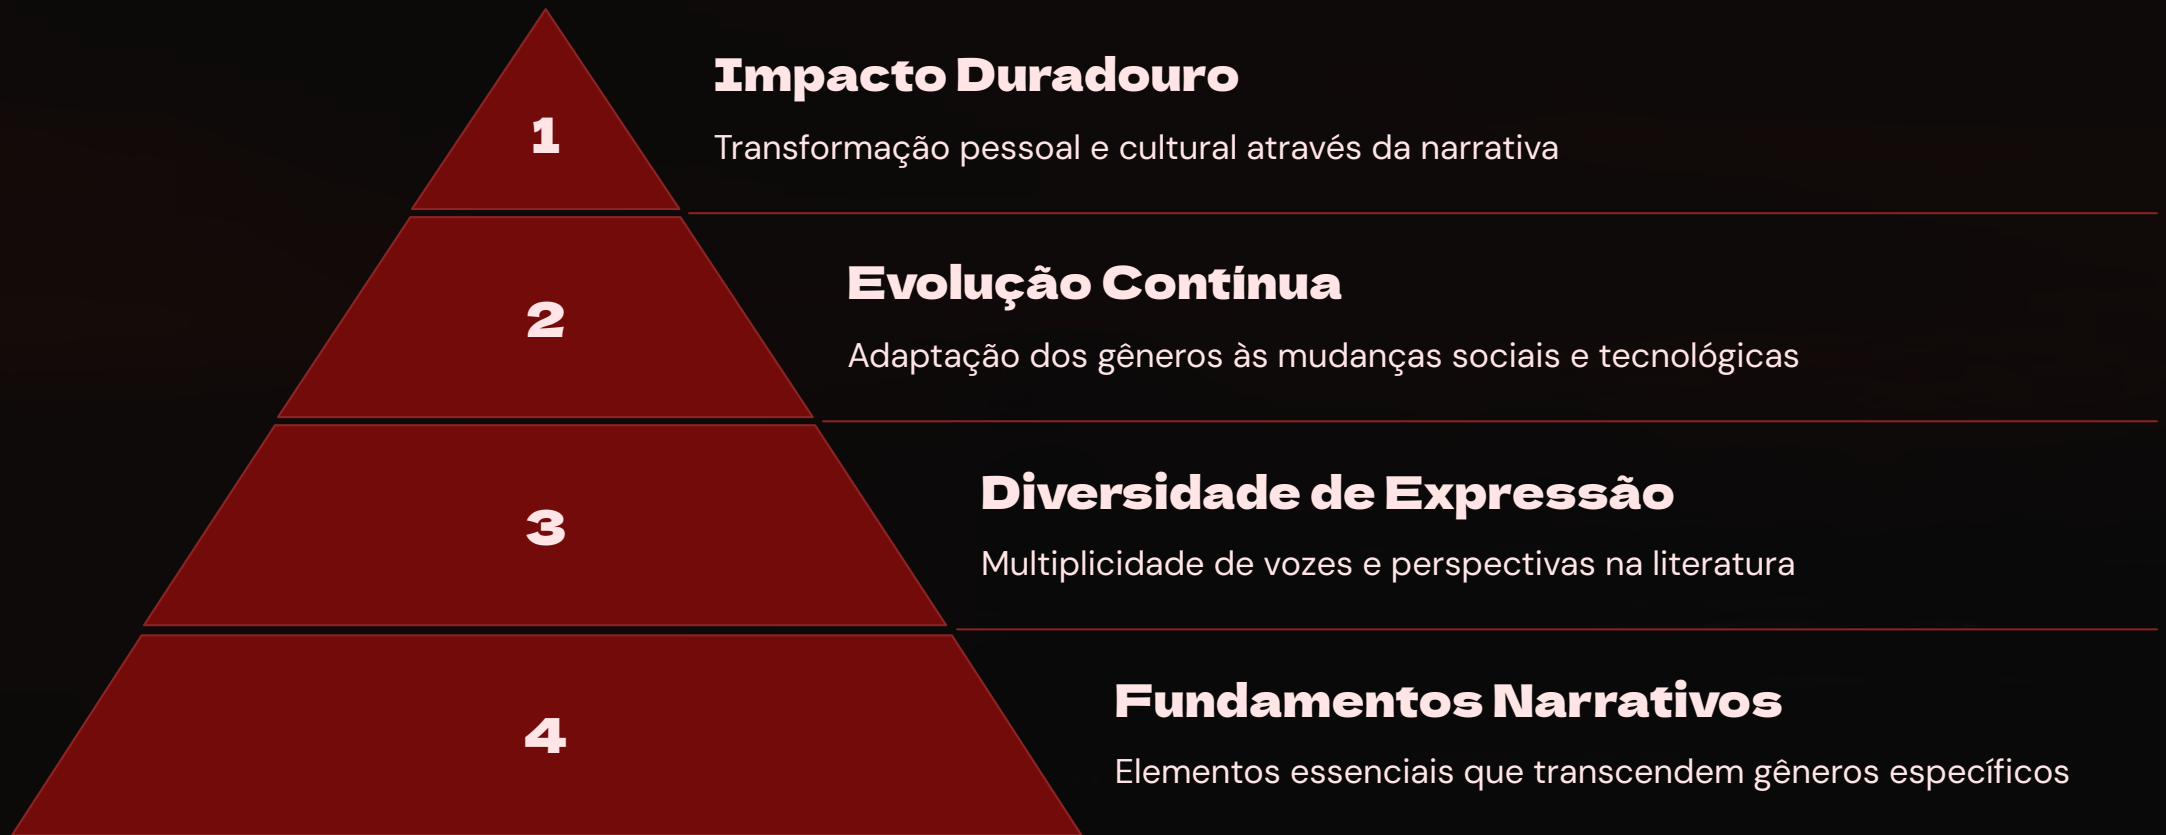 1
Impacto Duradouro
Transformação pessoal e cultural através da narrativa
2
Evolução Contínua
Adaptação dos gêneros às mudanças sociais e tecnológicas
3
Diversidade de Expressão
Multiplicidade de vozes e perspectivas na literatura
4
Fundamentos Narrativos
Elementos essenciais que transcendem gêneros específicos